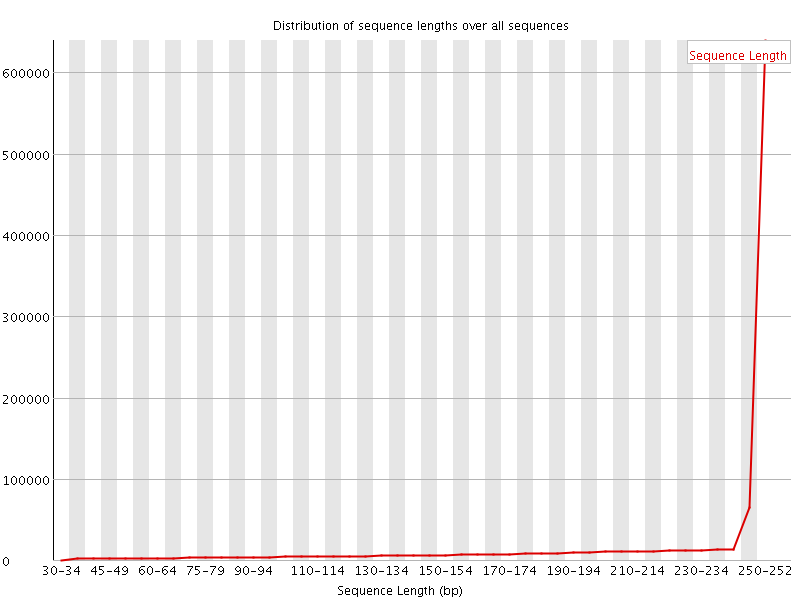 Distribution of sequence lengths over all sequences
Sequence Length
600000
500000
400000
300000
200000
100000
0
30-34 45-49 60-64 75-79 90-94 110-114 130-134 150-154 170-174 190-194 210-214 230-234 250-252
Sequence Length (bp)